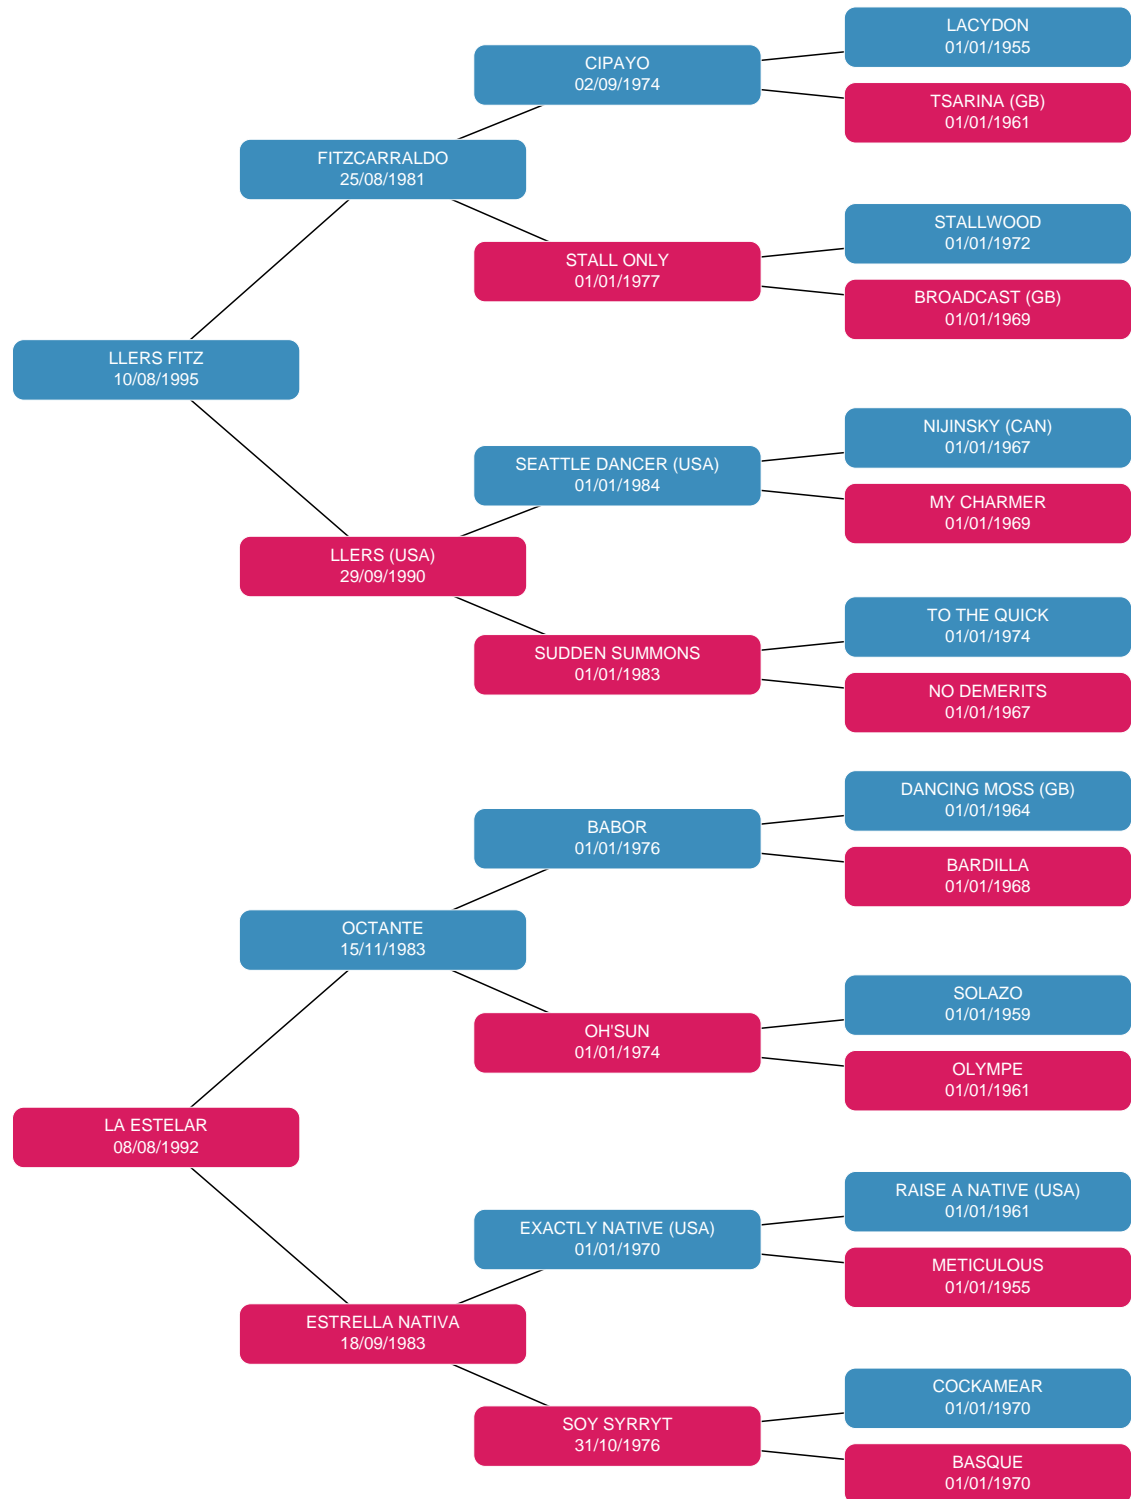 LACYDON
01/01/1955
CIPAYO
02/09/1974
TSARINA (GB)
01/01/1961
FITZCARRALDO
25/08/1981
STALLWOOD
01/01/1972
STALL ONLY
01/01/1977
BROADCAST (GB)
01/01/1969
LLERS FITZ
10/08/1995
NIJINSKY (CAN)
01/01/1967
SEATTLE DANCER (USA)
01/01/1984
MY CHARMER
01/01/1969
LLERS (USA)
29/09/1990
TO THE QUICK
01/01/1974
SUDDEN SUMMONS
01/01/1983
NO DEMERITS
01/01/1967
DANCING MOSS (GB)
01/01/1964
BABOR
01/01/1976
BARDILLA
01/01/1968
OCTANTE
15/11/1983
SOLAZO
01/01/1959
OH'SUN
01/01/1974
OLYMPE
01/01/1961
LA ESTELAR
08/08/1992
RAISE A NATIVE (USA)
01/01/1961
EXACTLY NATIVE (USA)
01/01/1970
METICULOUS
01/01/1955
ESTRELLA NATIVA
18/09/1983
COCKAMEAR
01/01/1970
SOY SYRRYT
31/10/1976
BASQUE
01/01/1970